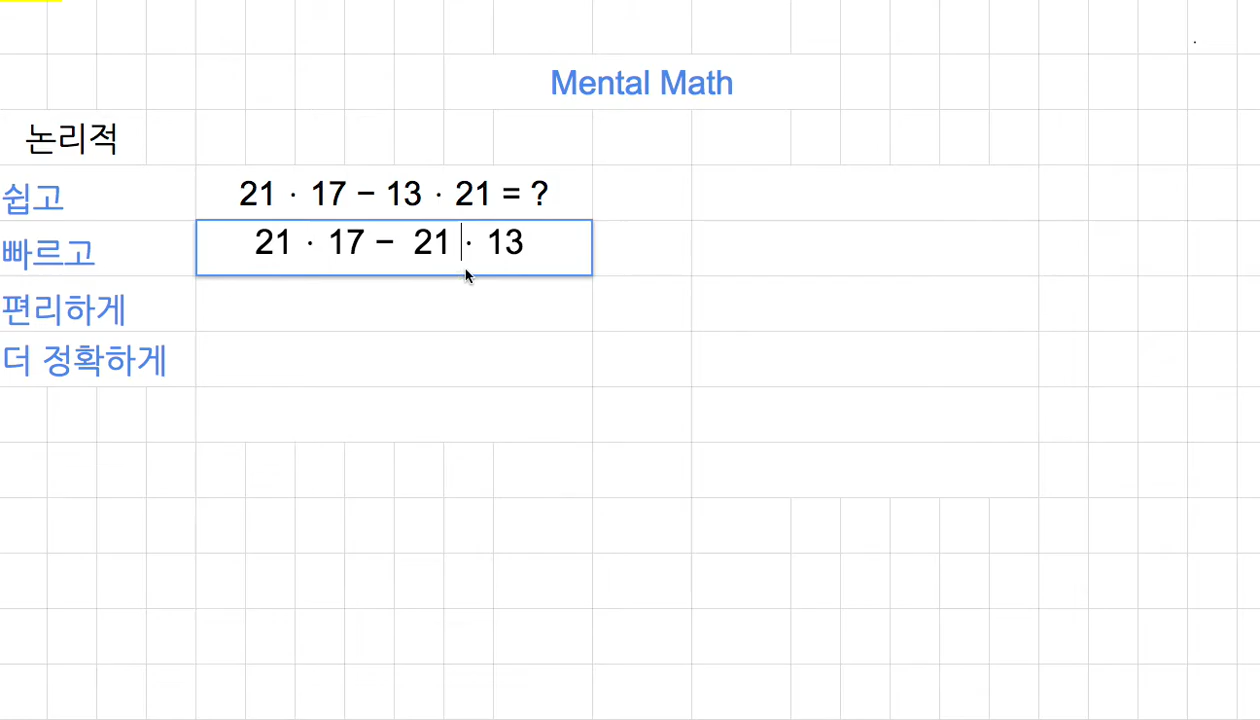 Mental Math
논리적
쉽고
21 · 17 − 13 · 21 = ?
빠르고
21 · 17 − 21 · 13
편리하게
더 정확하게